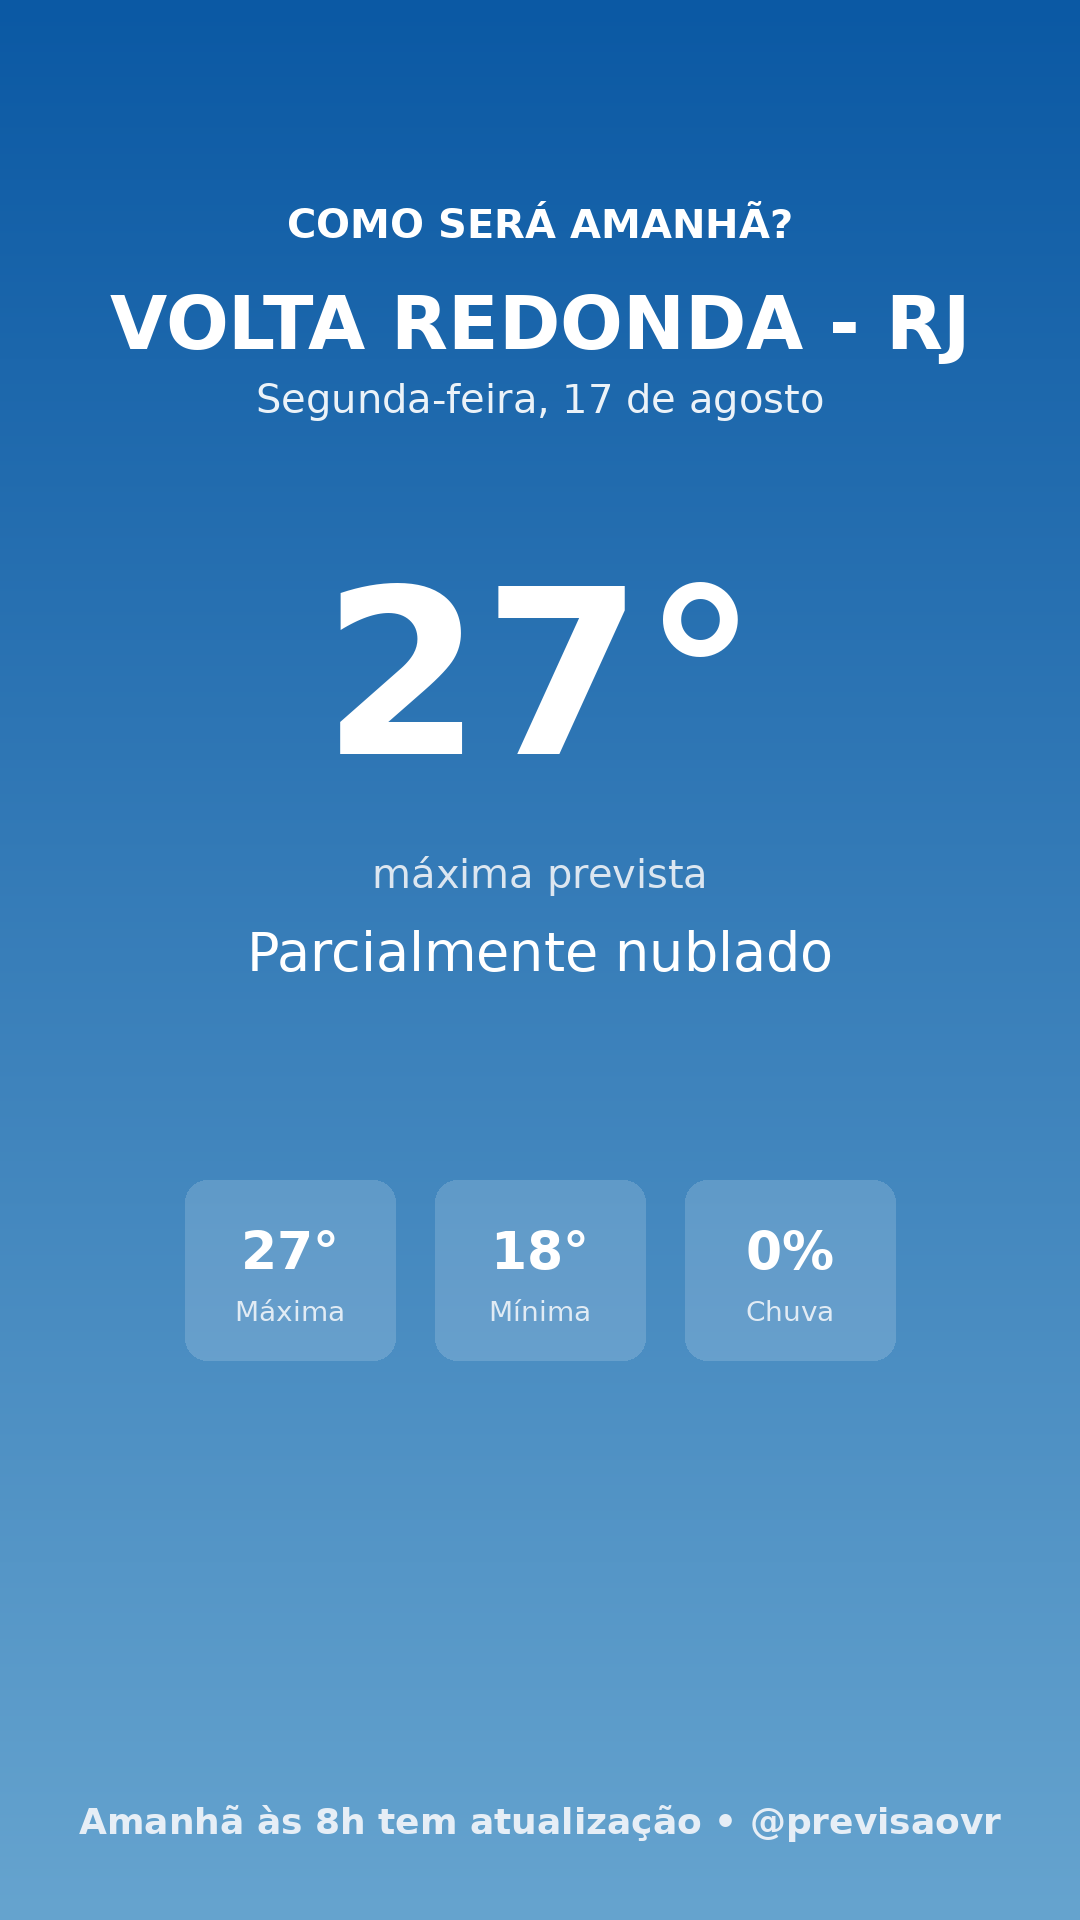 COMO SERÁ AMANHÃ?
VOLTA REDONDA - RJ
Segunda-feira, 17 de agosto
27°
máxima prevista
Parcialmente nublado
27° 18° 0%
Máxima Mínima Chuva
Amanhã às 8h tem atualização • @previsaovr